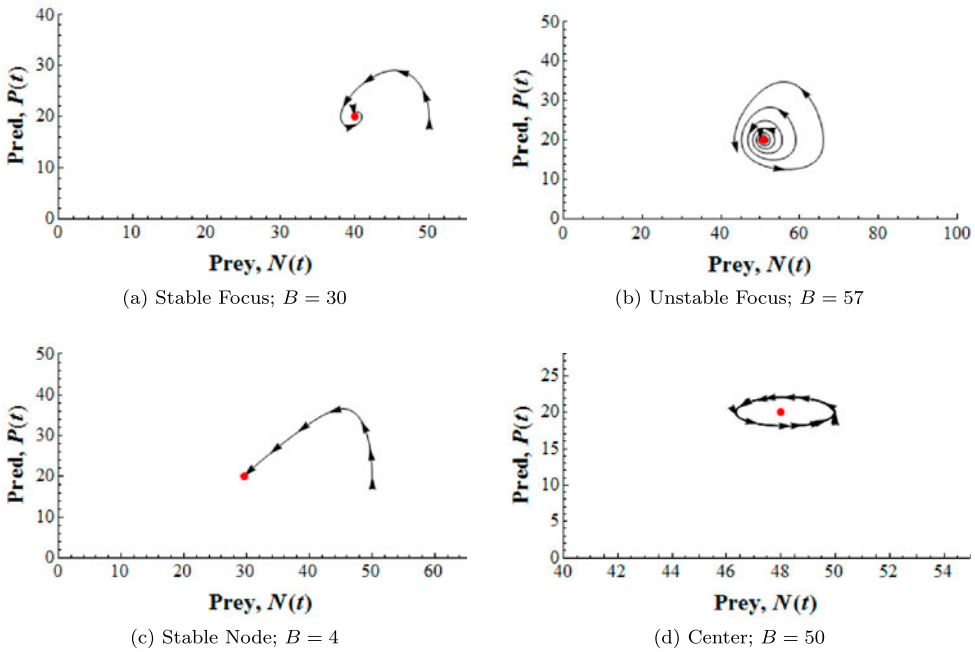 40
30
20
10
0
Pred, P(t)
0 10 20 30 40 50
Prey, N(t)
(a) Stable Focus; B = 30
50
40
30
20
10
0
Pred, P(t)
0 20 40 60 80 100
Prey, N(t)
(b) Unstable Focus; B = 57
50
40
30
20
10
0
Pred, P(t)
0 10 20 30 40 50 60
Prey, N(t)
(c) Stable Node; B = 4
25
20
15
10
5
0
Pred, P(t)
40 42 44 46 48 50 52 54
Prey, N(t)
(d) Center; B = 50